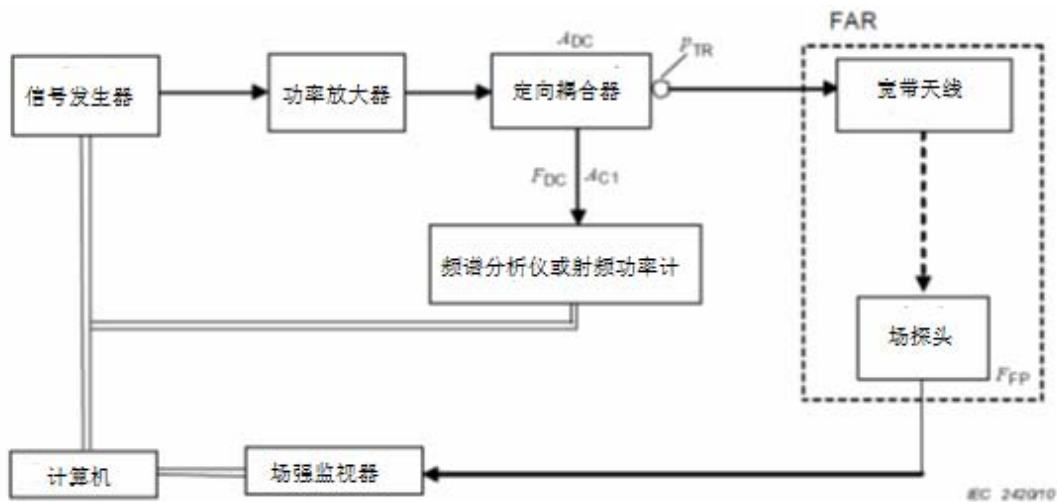 FAR
A_DC
P_TR
信号发生器
功率放大器
定向耦合器
宽带天线
F_DC A_C1
频谱分析仪或射频功率计
场探头
F_FP
计算机
场强监视器
IEC 2420/10